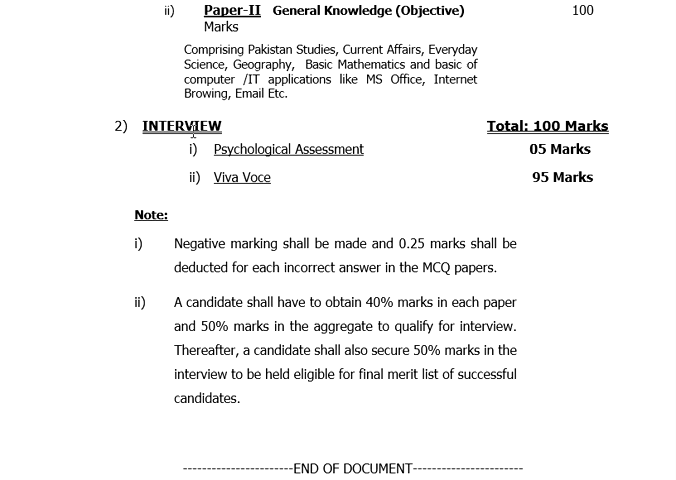 ii) Paper-II General Knowledge (Objective) 100
Marks
Comprising Pakistan Studies, Current Affairs, Everyday
Science, Geography, Basic Mathematics and basic of
computer /IT applications like MS Office, Internet
Browing, Email Etc.
2) INTERVIEW Total: 100 Marks
i) Psychological Assessment 05 Marks
ii) Viva Voce 95 Marks
Note:
i) Negative marking shall be made and 0.25 marks shall be
deducted for each incorrect answer in the MCQ papers.
ii) A candidate shall have to obtain 40% marks in each paper
and 50% marks in the aggregate to qualify for interview.
Thereafter, a candidate shall also secure 50% marks in the
interview to be held eligible for final merit list of successful
candidates.
-----------------------END OF DOCUMENT-----------------------